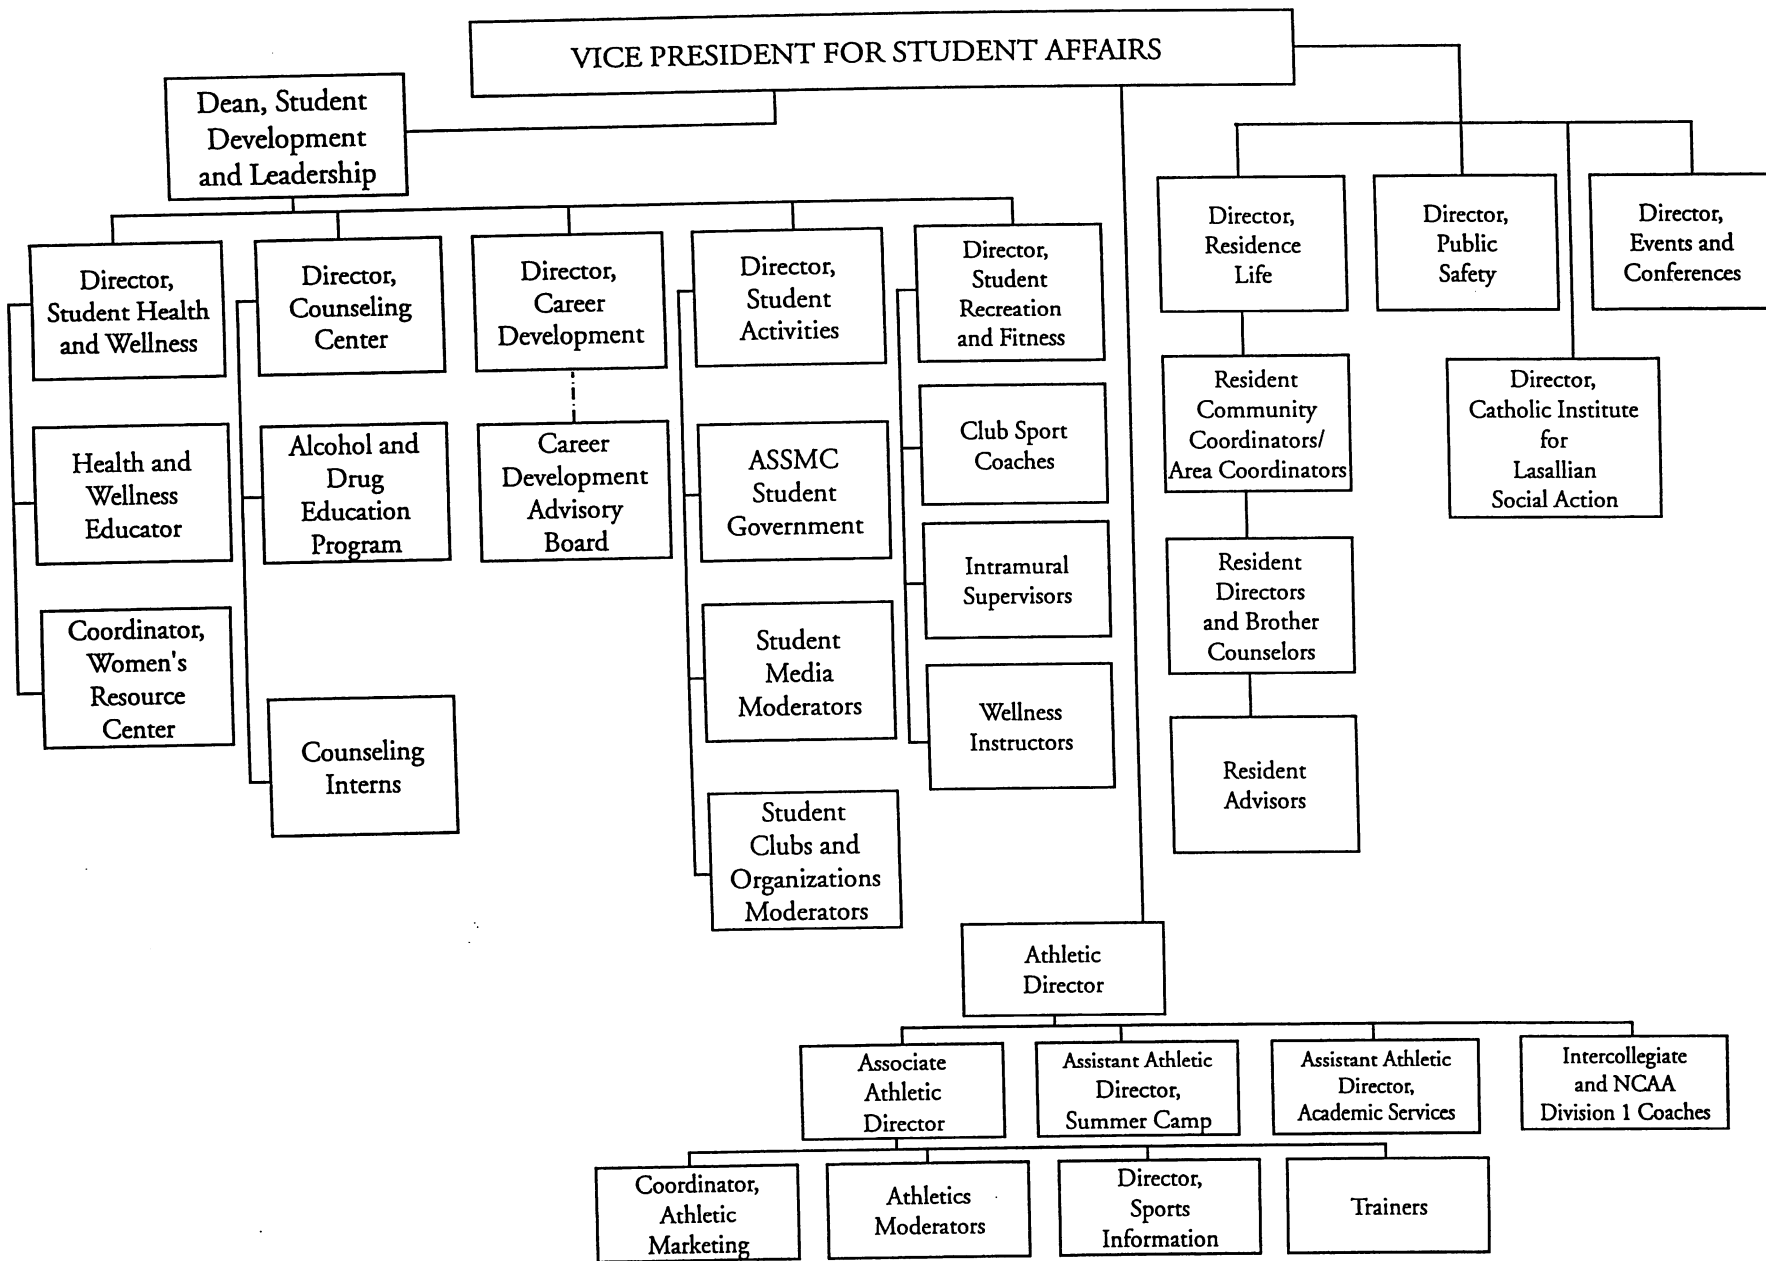 VICE PRESIDENT FOR STUDENT AFFAIRS
Dean, Student
Development
and Leadership
Director,
Student Health
and Wellness
Health and
Wellness
Educator
Coordinator,
Women's
Resource
Center
Director,
Counseling
Center
Alcohol and
Drug
Education
Program
Counseling
Interns
Director,
Career
Development
Career
Development
Advisory
Board
Director,
Student
Activities
ASSMC
Student
Government
Student
Media
Moderators
Student
Clubs and
Organizations
Moderators
Director,
Student
Recreation
and Fitness
Club Sport
Coaches
Intramural
Supervisors
Wellness
Instructors
Director,
Residence
Life
Resident
Community
Coordinators/
Area Coordinators
Resident
Directors
and Brother
Counselors
Resident
Advisors
Director,
Public
Safety
Director,
Catholic Institute
for
Lasallian
Social Action
Director,
Events and
Conferences
Athletic
Director
Associate
Athletic
Director
Assistant Athletic
Director,
Summer Camp
Assistant Athletic
Director,
Academic Services
Intercollegiate
and NCAA
Division 1 Coaches
Coordinator,
Athletic
Marketing
Athletics
Moderators
Director,
Sports
Information
Trainers